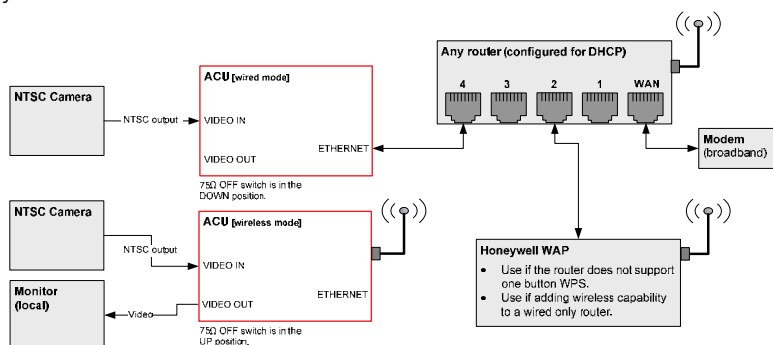 Any router (configured for DHCP)
4 3 2 1 WAN
ACU [wired mode]
NTSC Camera
NTSC output
VIDEO IN
ETHERNET
VIDEO OUT
75Ω OFF switch is in the
DOWN position.
Modem
(broadband)
NTSC Camera
NTSC output
ACU [wireless mode]
VIDEO IN
ETHERNET
VIDEO OUT
75Ω OFF switch is in the
UP position.
Monitor
(local)
Video
Honeywell WAP
• Use if the router does not support
one button WPS.
• Use if adding wireless capability
to a wired only router.